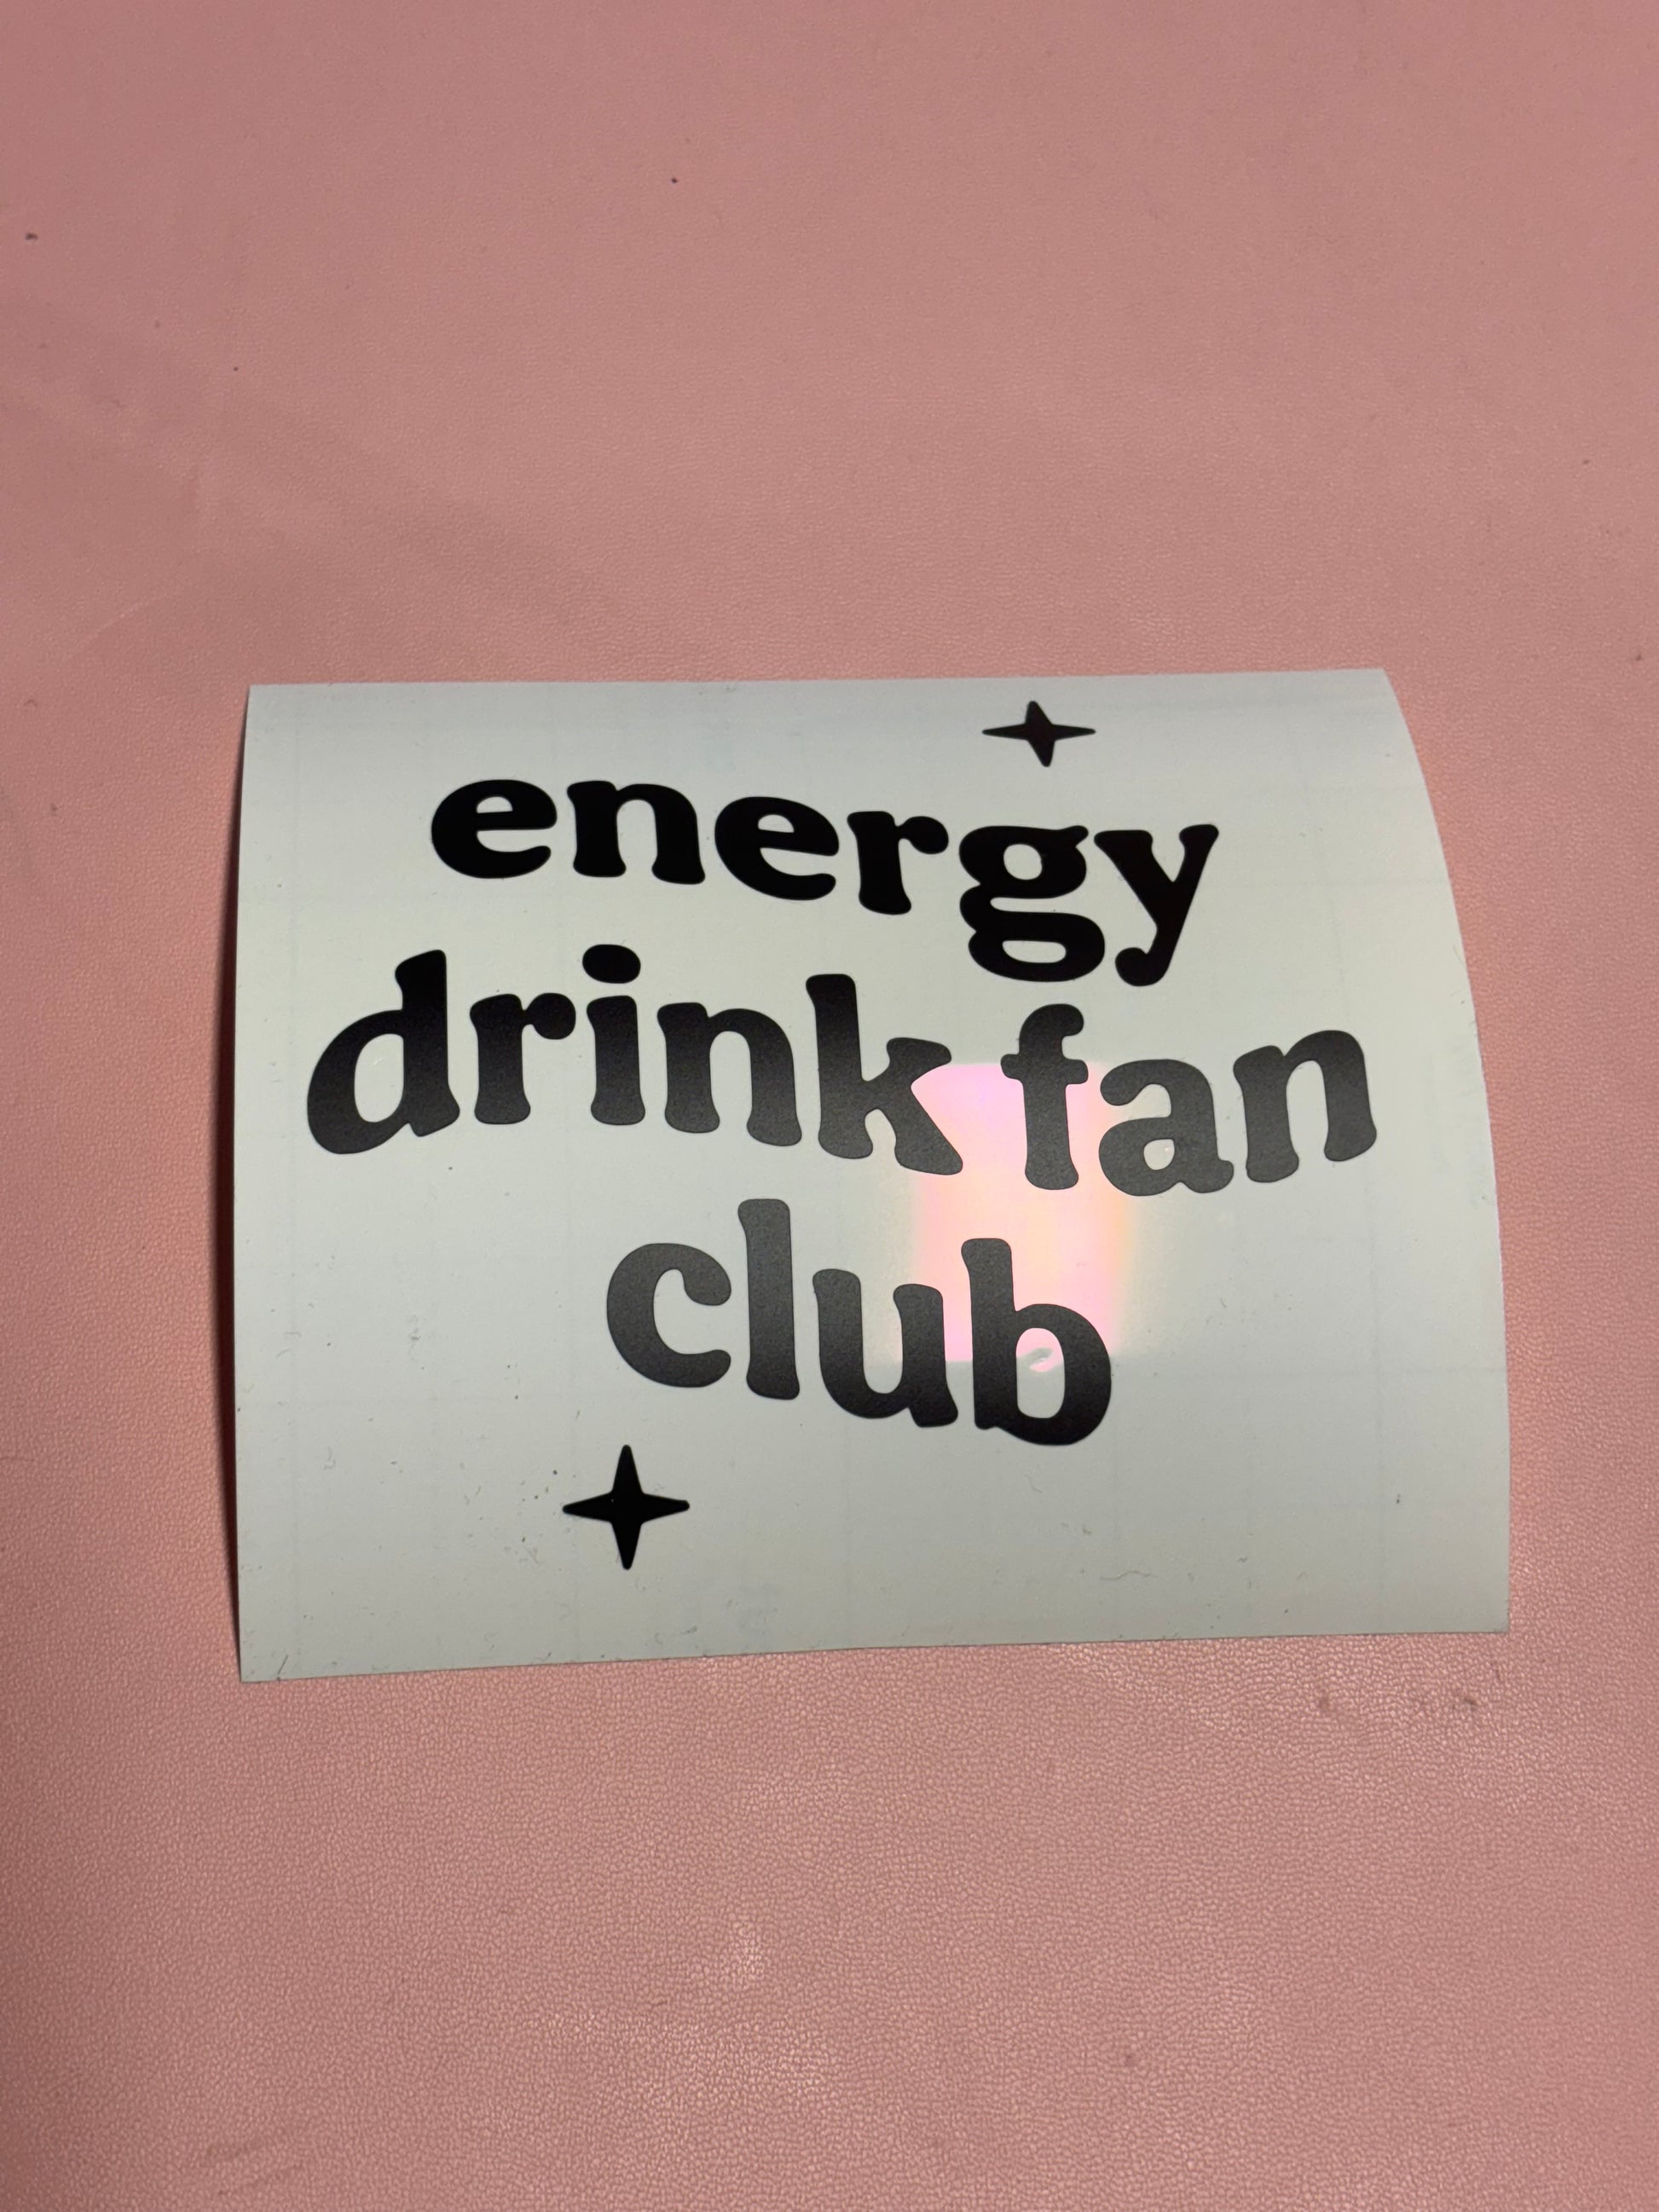 energy
drink fan
club